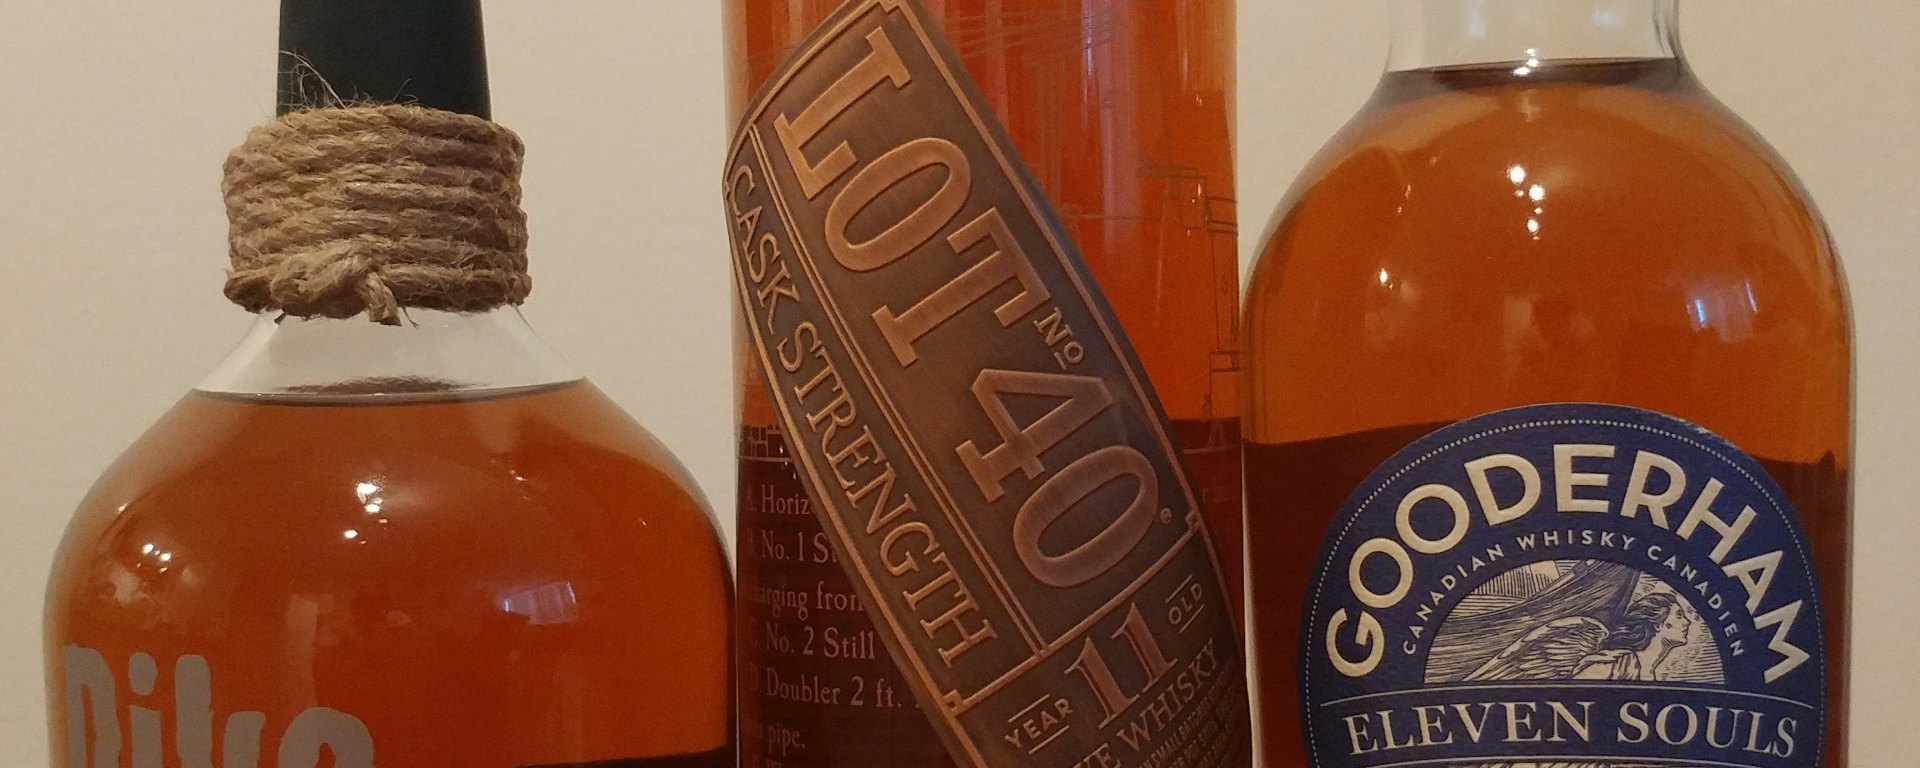 Pike
LOT
No
40
CASK STRENGTH
11
YEAR
OLD
WHISKY
A. Horiz
No. 1 St
harging from
C. No. 2 Still
D. Doubler 2 ft.
pipe.
GOODERHAM
CANADIAN WHISKY CANADIEN
ELEVEN SOULS